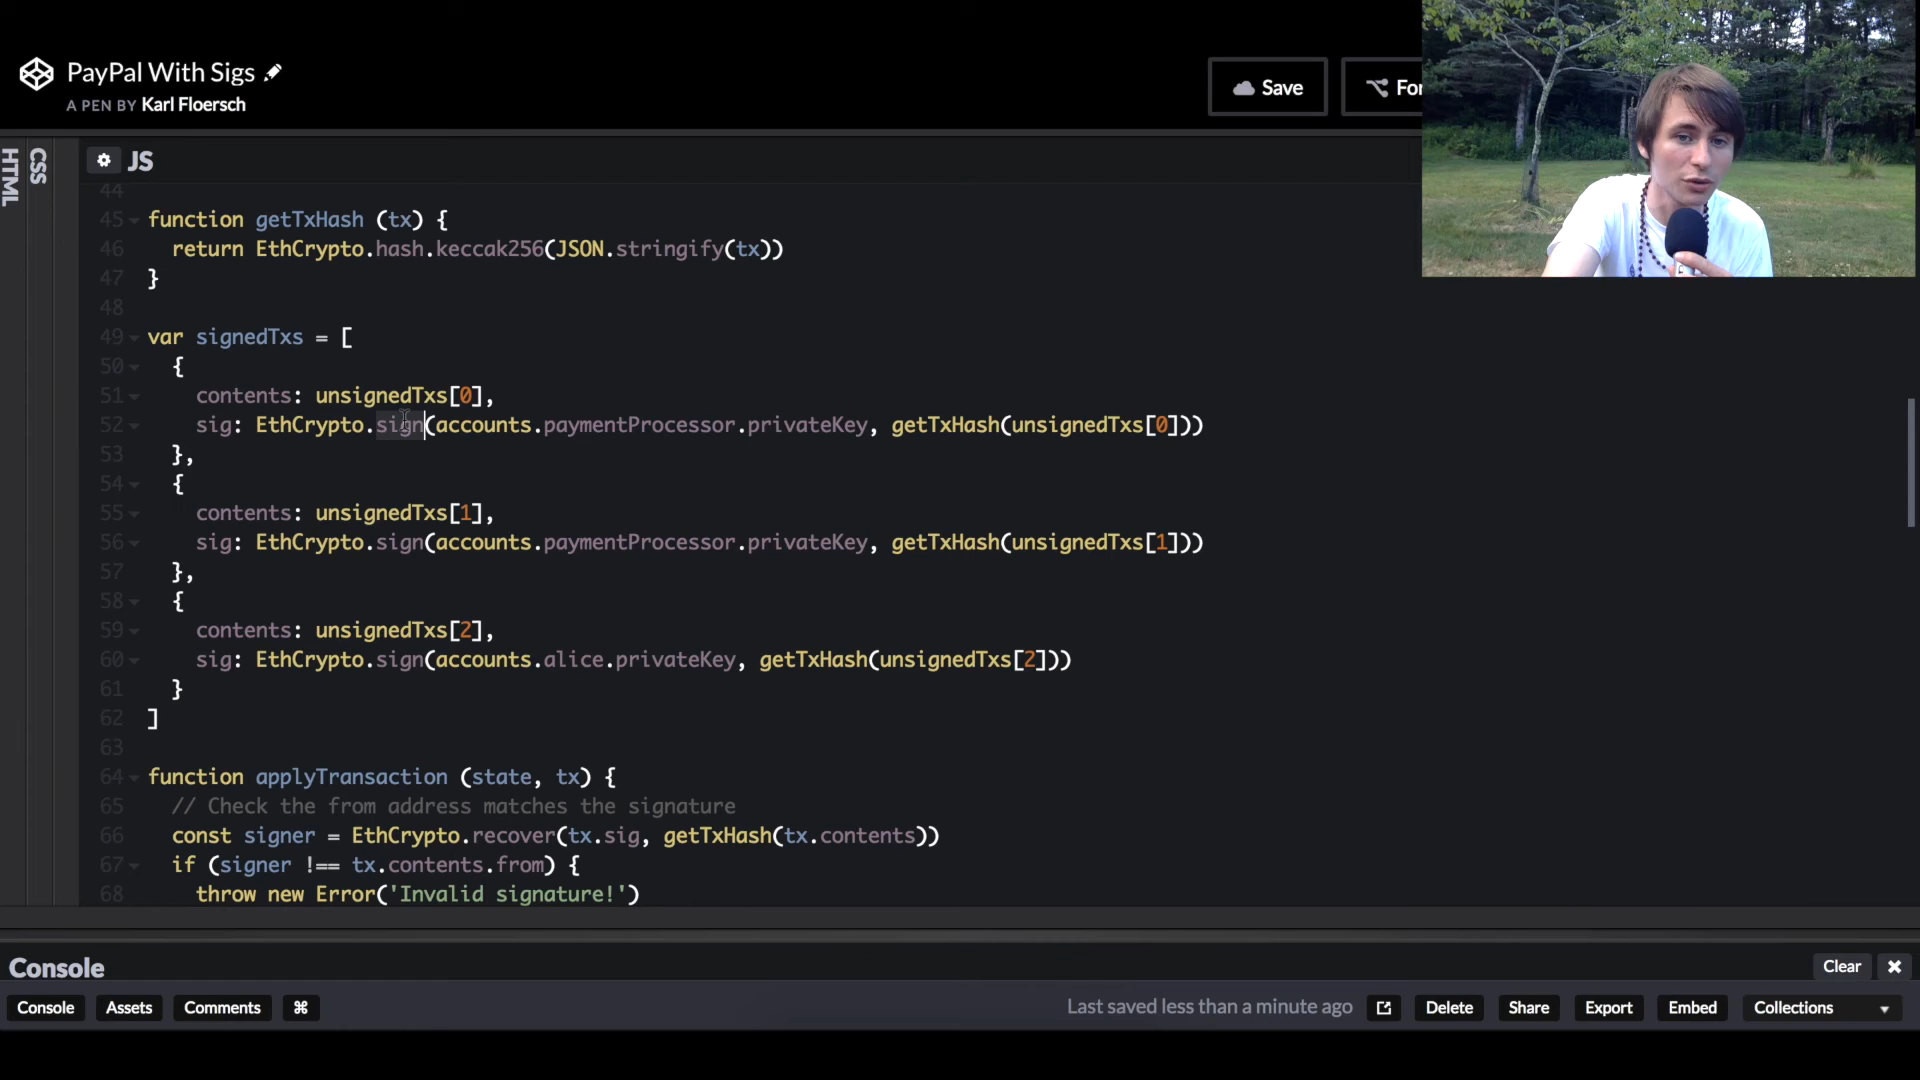 PayPal With Sigs
A PEN BY Karl Floersch
Save
For
HTML
CSS
JS
44
45 function getTxHash (tx) {
46 return EthCrypto.hash.keccak256(JSON.stringify(tx))
47 }
48
49 var signedTxs = [
50 {
51 contents: unsignedTxs[0],
52 sig: EthCrypto.sign(accounts.paymentProcessor.privateKey, getTxHash(unsignedTxs[0]))
53 },
54 {
55 contents: unsignedTxs[1],
56 sig: EthCrypto.sign(accounts.paymentProcessor.privateKey, getTxHash(unsignedTxs[1]))
57 },
58 {
59 contents: unsignedTxs[2],
60 sig: EthCrypto.sign(accounts.alice.privateKey, getTxHash(unsignedTxs[2]))
61 }
62 ]
63
64 function applyTransaction (state, tx) {
65 // Check the from address matches the signature
66 const signer = EthCrypto.recover(tx.sig, getTxHash(tx.contents))
67 if (signer !== tx.contents.from) {
68 throw new Error('Invalid signature!')
Console
Clear
Console Assets Comments ⌘ Last saved less than a minute ago Delete Share Export Embed Collections